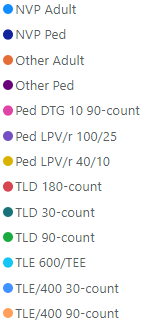 NVP Adult
NVP Ped
Other Adult
Other Ped
Ped DTG 10 90-count
Ped LPV/r 100/25
Ped LPV/r 40/10
TLD 180-count
TLD 30-count
TLD 90-count
TLE 600/TEE
TLE/400 30-count
TLE/400 90-count